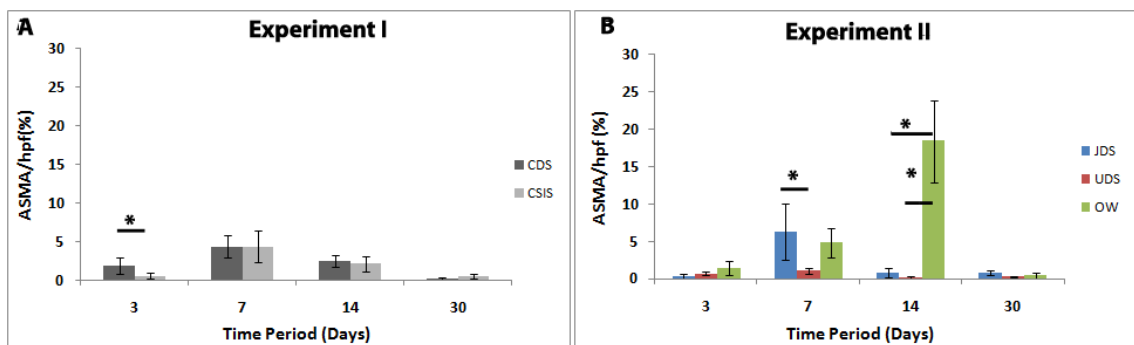 A
Experiment I
ASMA/hpf(%)
30
25
20
15
10
5
0
*
3
7
14
30
Time Period (Days)
CDS
CSIS
B
Experiment II
ASMA/hpf (%)
30
25
20
15
10
5
0
*
*
*
3
7
14
30
Time Period (Days)
JDS
UDS
OW